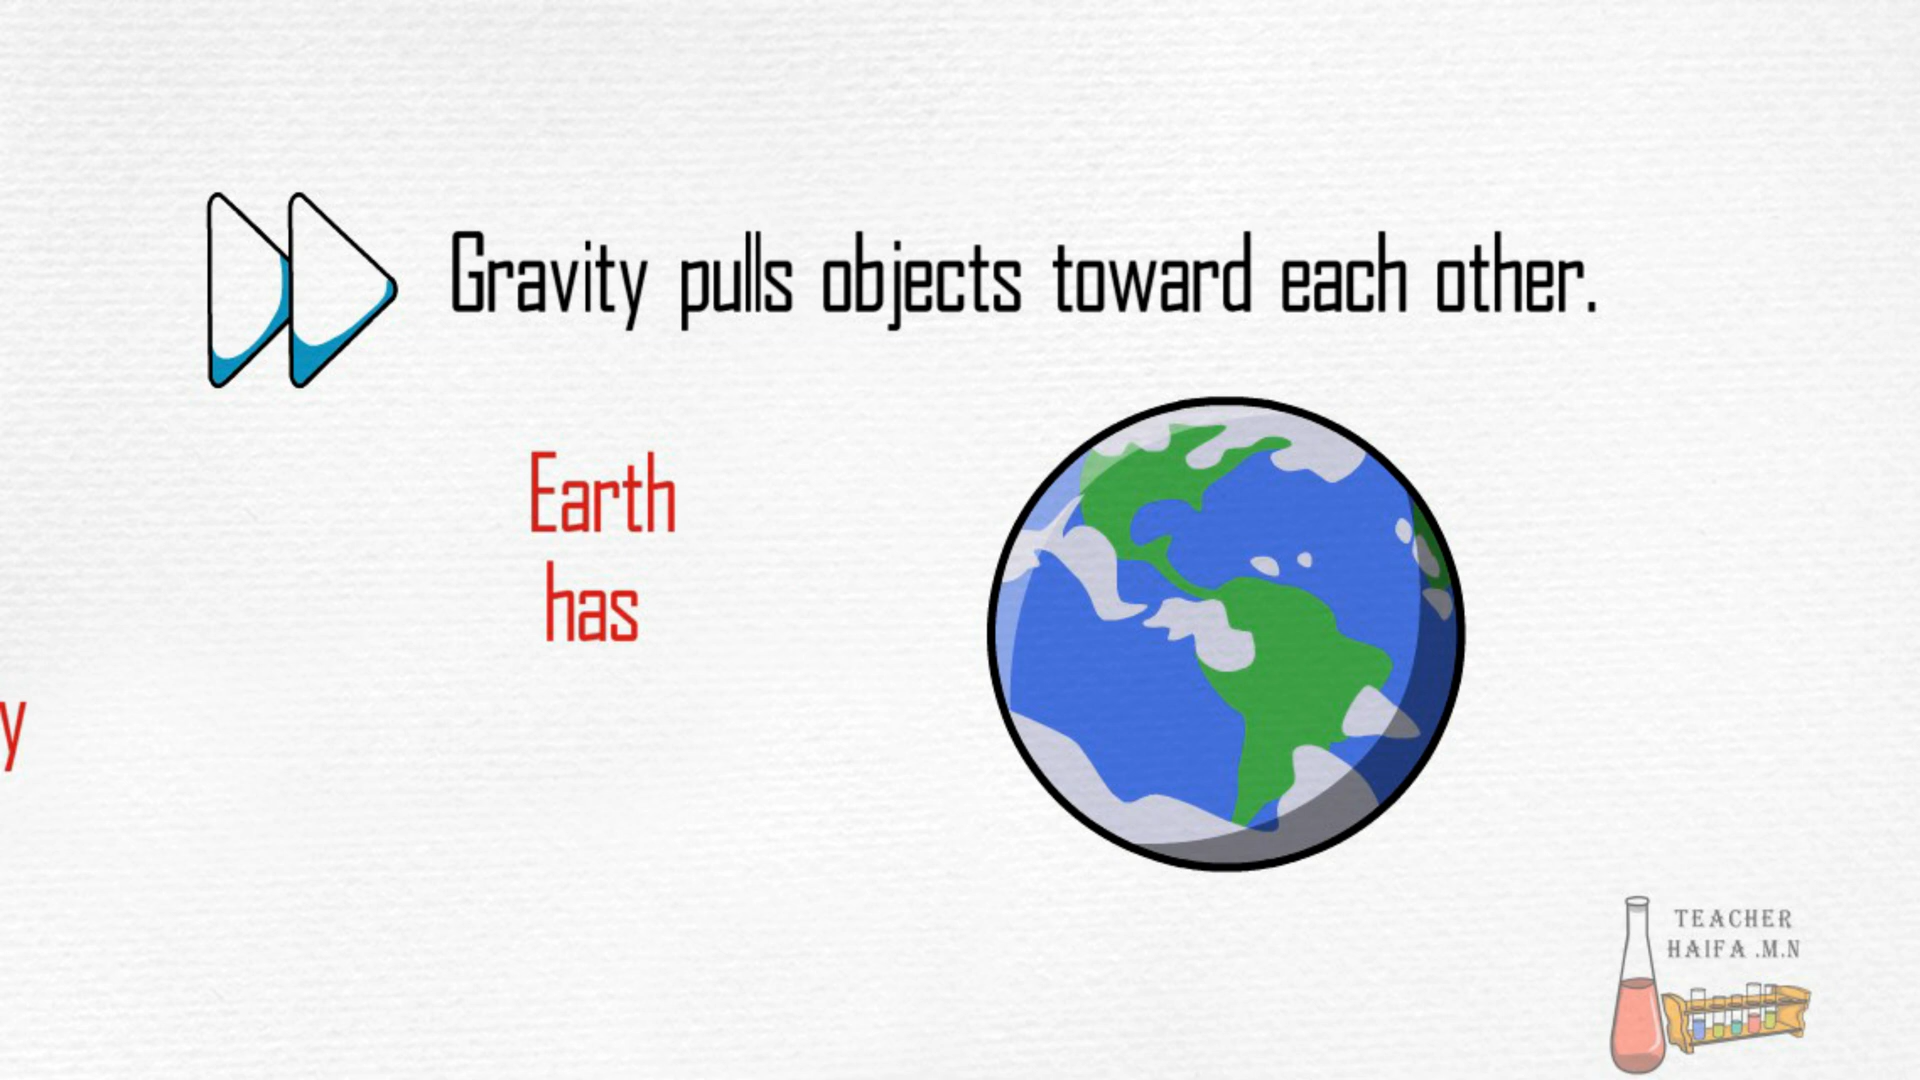 Gravity pulls objects toward each other.
Earth
has
y
TEACHER
HAIFA .M.N